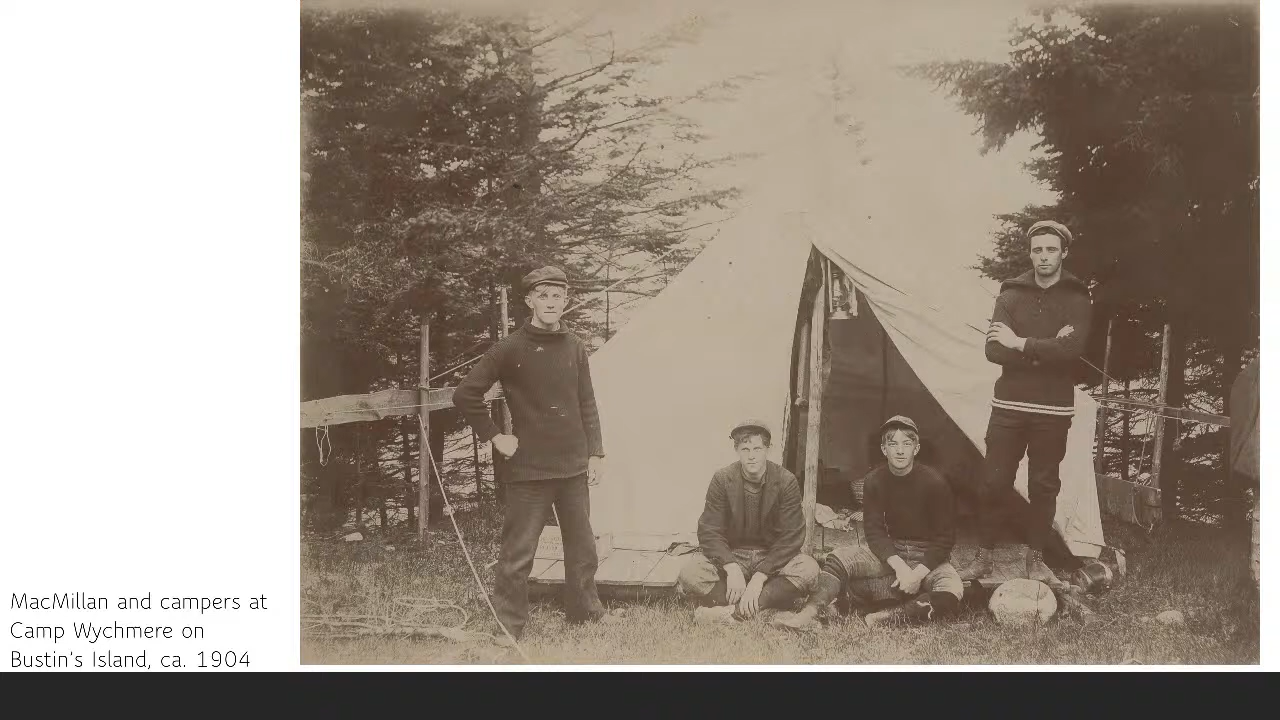 MacMillan and campers at
Camp Wychmere on
Bustin's Island, ca. 1904